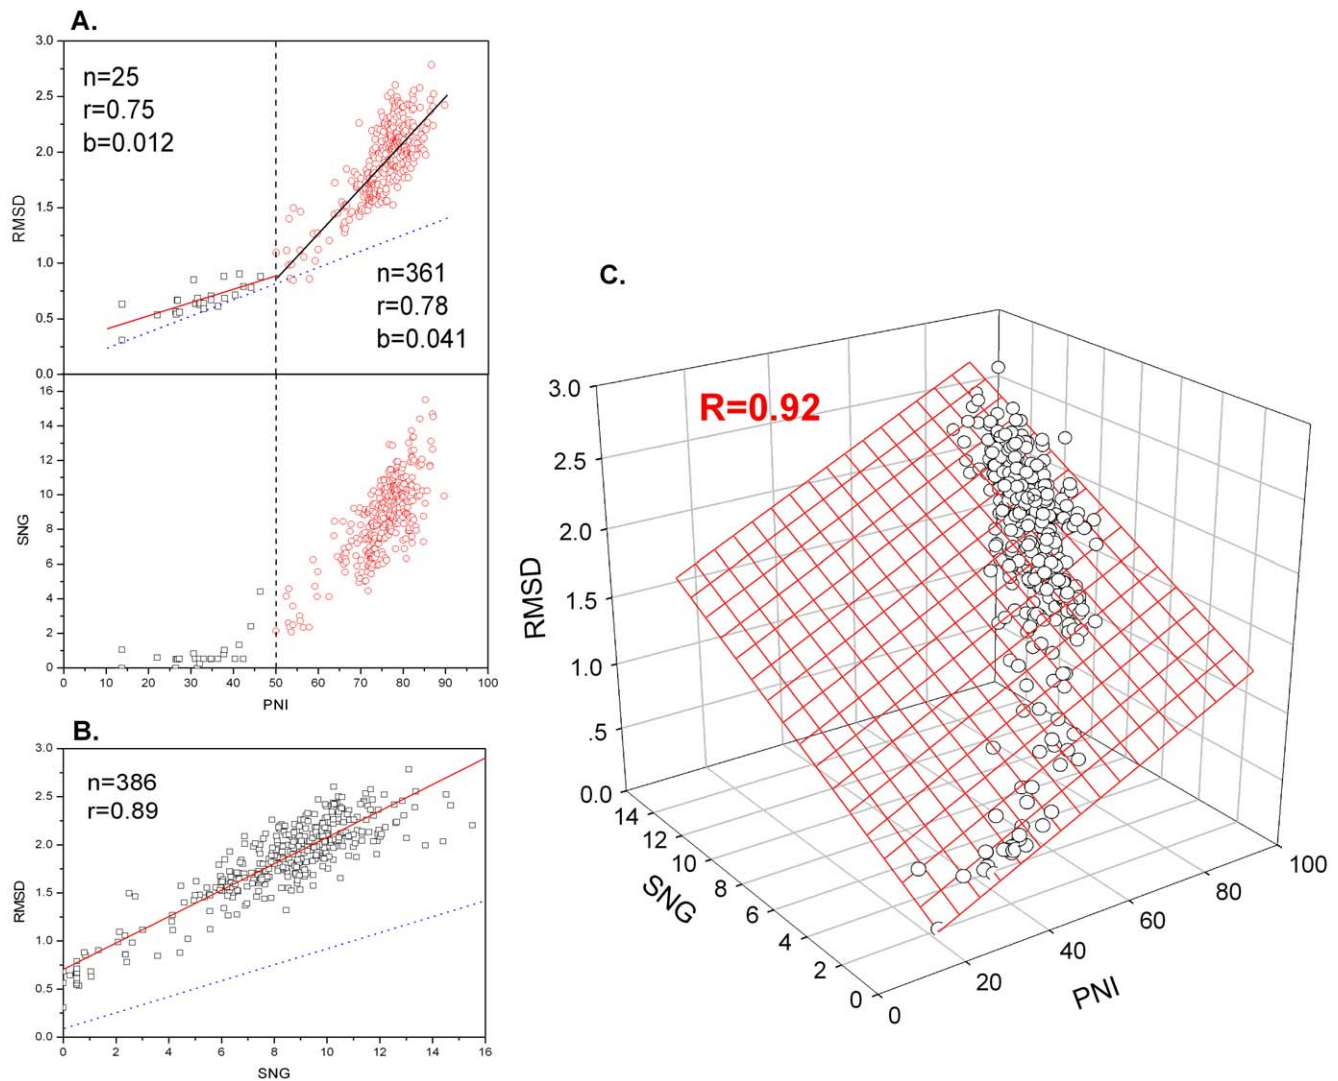 A.
3.0
2.5
2.0
1.5
1.0
0.5
0.0
RMSD
n=25
r=0.75
b=0.012
n=361
r=0.78
b=0.041
16
14
12
10
8
6
4
2
0
SNG
0 10 20 30 40 50 60 70 80 90 100
PNI
B.
3.0
2.5
2.0
1.5
1.0
0.5
0.0
RMSD
n=386
r=0.89
0 2 4 6 8 10 12 14 16
SNG
C.
R=0.92
3.0
2.5
2.0
1.5
1.0
.5
0.0
RMSD
14
12
10
8
6
4
2
0
SNG
0
20
40
60
80
100
PNI